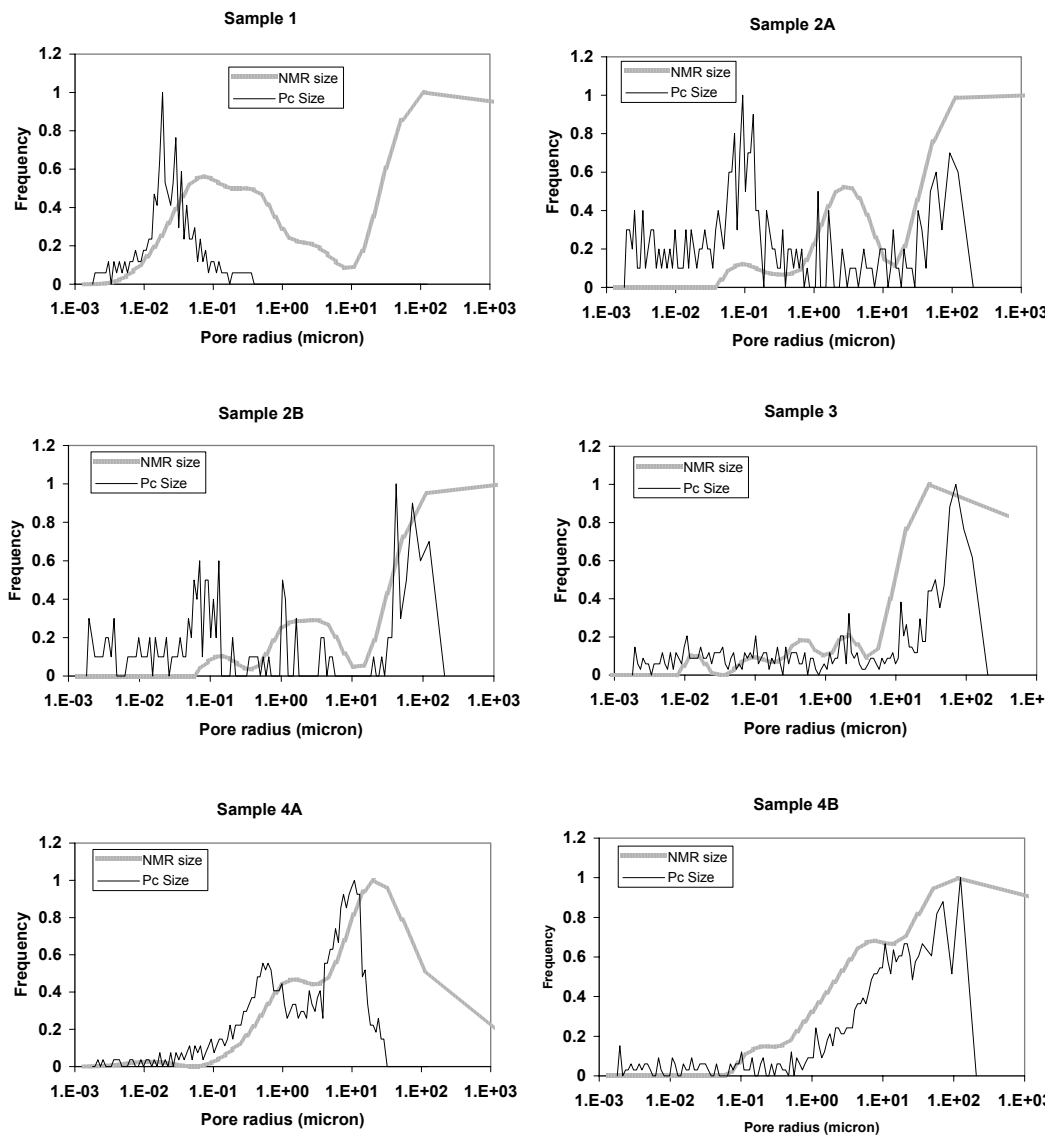 Sample 1
1.2
1
0.8
0.6
0.4
0.2
0
Frequency
NMR size
Pc Size
1.E-03 1.E-02 1.E-01 1.E+00 1.E+01 1.E+02 1.E+03
Pore radius (micron)
Sample 2A
1.2
1
0.8
0.6
0.4
0.2
0
Frequency
NMR size
Pc Size
1.E-03 1.E-02 1.E-01 1.E+00 1.E+01 1.E+02 1.E+03
Pore radius (micron)
Sample 2B
1.2
1
0.8
0.6
0.4
0.2
0
Frequency
NMR size
Pc Size
1.E-03 1.E-02 1.E-01 1.E+00 1.E+01 1.E+02 1.E+03
Pore radius (micron)
Sample 3
1.2
1
0.8
0.6
0.4
0.2
0
Frequency
NMR size
Pc Size
1.E-03 1.E-02 1.E-01 1.E+00 1.E+01 1.E+02 1.E+
Pore radius (micron)
Sample 4A
1.2
1
0.8
0.6
0.4
0.2
0
Frequency
NMR size
Pc Size
1.E-03 1.E-02 1.E-01 1.E+00 1.E+01 1.E+02 1.E+03
Pore radius (micron)
Sample 4B
1.2
1
0.8
0.6
0.4
0.2
0
Frequency
NMR size
Pc Size
1.E-03 1.E-02 1.E-01 1.E+00 1.E+01 1.E+02 1.E+03
Pore radius (micron)